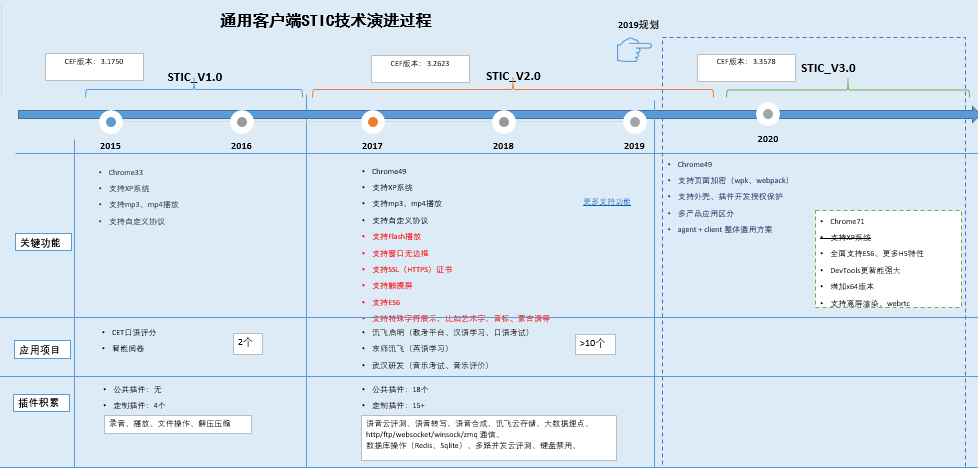 通用客户端STIC技术演进过程
2019规划
CEF版本：3.1750
STIC_V1.0
CEF版本：3.2623
STIC_V2.0
CEF版本：3.3578
STIC_V3.0
2015
2016
2017
2018
2019
2020
关键功能
• Chrome33
• 支持XP系统
• 支持mp3、mp4播放
• 支持自定义协议
• Chrome49
• 支持XP系统
• 支持mp3、mp4播放
• 支持自定义协议
• 支持Flash播放
• 支持窗口无边框
• 支持SSL（HTTPS）证书
• 支持触摸屏
• 支持ES6
• 支持特殊字符展示、比如艺术字、音标、蒙古语等
更多支持功能
• Chrome49
• 支持页面加密（wpk、webpack）
• 支持外壳、插件开发授权保护
• 多产品应用区分
• agent + client 整体滥用方案
• Chrome71
• 支持XP系统
• 全面支持ES6、更多H5特性
• DevTools更智能强大
• 增加x64版本
• 支持离屏渲染、webrtc
应用项目
• CET口语评分
• 智能阅卷
2个
• 讯飞启明（教考平台、汉语学习、口语考试）
• 京师讯飞（英语学习）
• 武汉研发（音乐考试、音乐评价）
>10个
插件积累
• 公共插件：无
• 定制插件：4个
录音、播放、文件操作、解压压缩
• 公共插件：18个
• 定制插件：15+
语音云评测、语音转写、语音合成、讯飞云存储、大数据埋点、
http/ftp/websocket/winsock/zmq 通信、
数据库操作（Redis、Sqlite）、多路并发云评测、键盘禁用、